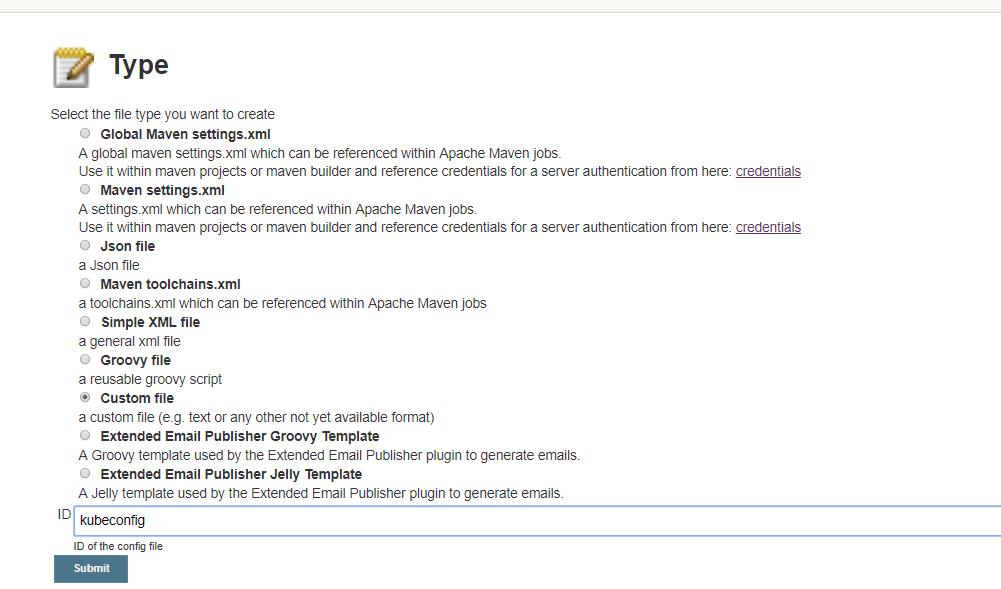 Type
Select the file type you want to create
Global Maven settings.xml
A global maven settings.xml which can be referenced within Apache Maven jobs.
Use it within maven projects or maven builder and reference credentials for a server authentication from here: credentials
Maven settings.xml
A settings.xml which can be referenced within Apache Maven jobs.
Use it within maven projects or maven builder and reference credentials for a server authentication from here: credentials
Json file
a Json file
Maven toolchains.xml
a toolchains.xml which can be referenced within Apache Maven jobs
Simple XML file
a general xml file
Groovy file
a reusable groovy script
Custom file
a custom file (e.g. text or any other not yet available format)
Extended Email Publisher Groovy Template
A Groovy template used by the Extended Email Publisher plugin to generate emails.
Extended Email Publisher Jelly Template
A Jelly template used by the Extended Email Publisher plugin to generate emails.
ID kubeconfig
ID of the config file
Submit